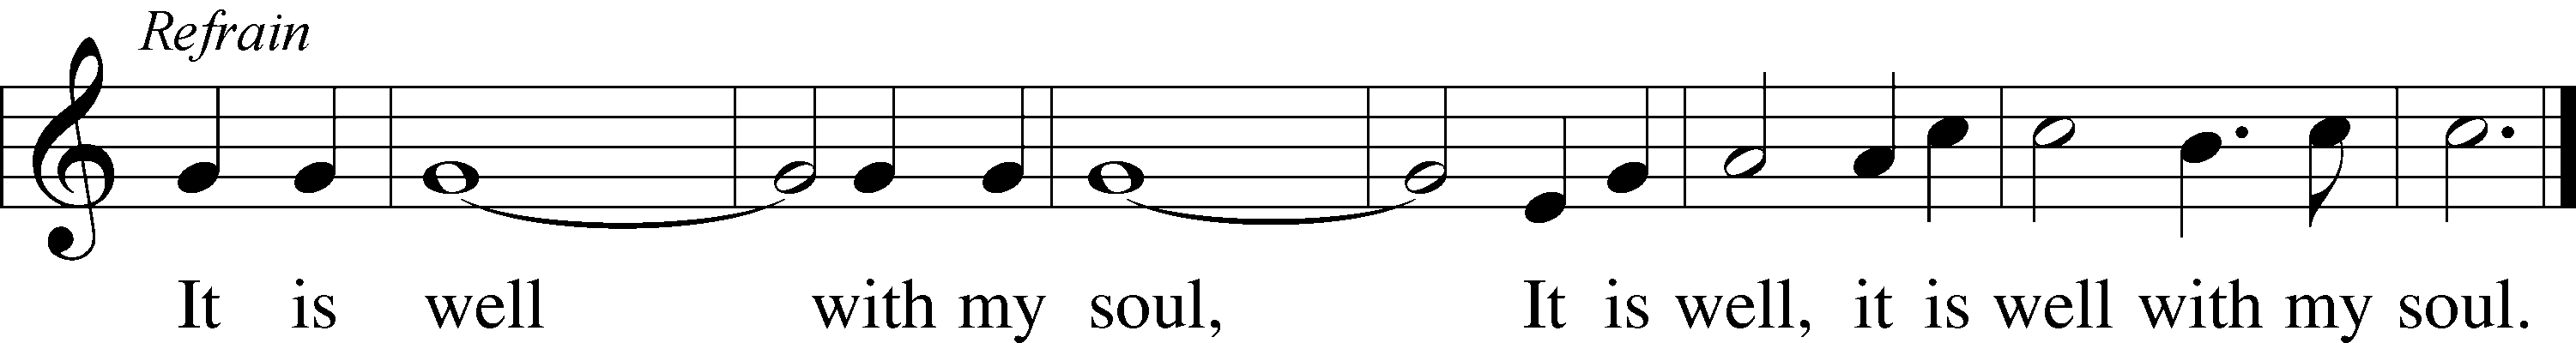 Refrain
It is well with my soul, It is well, it is well with my soul.